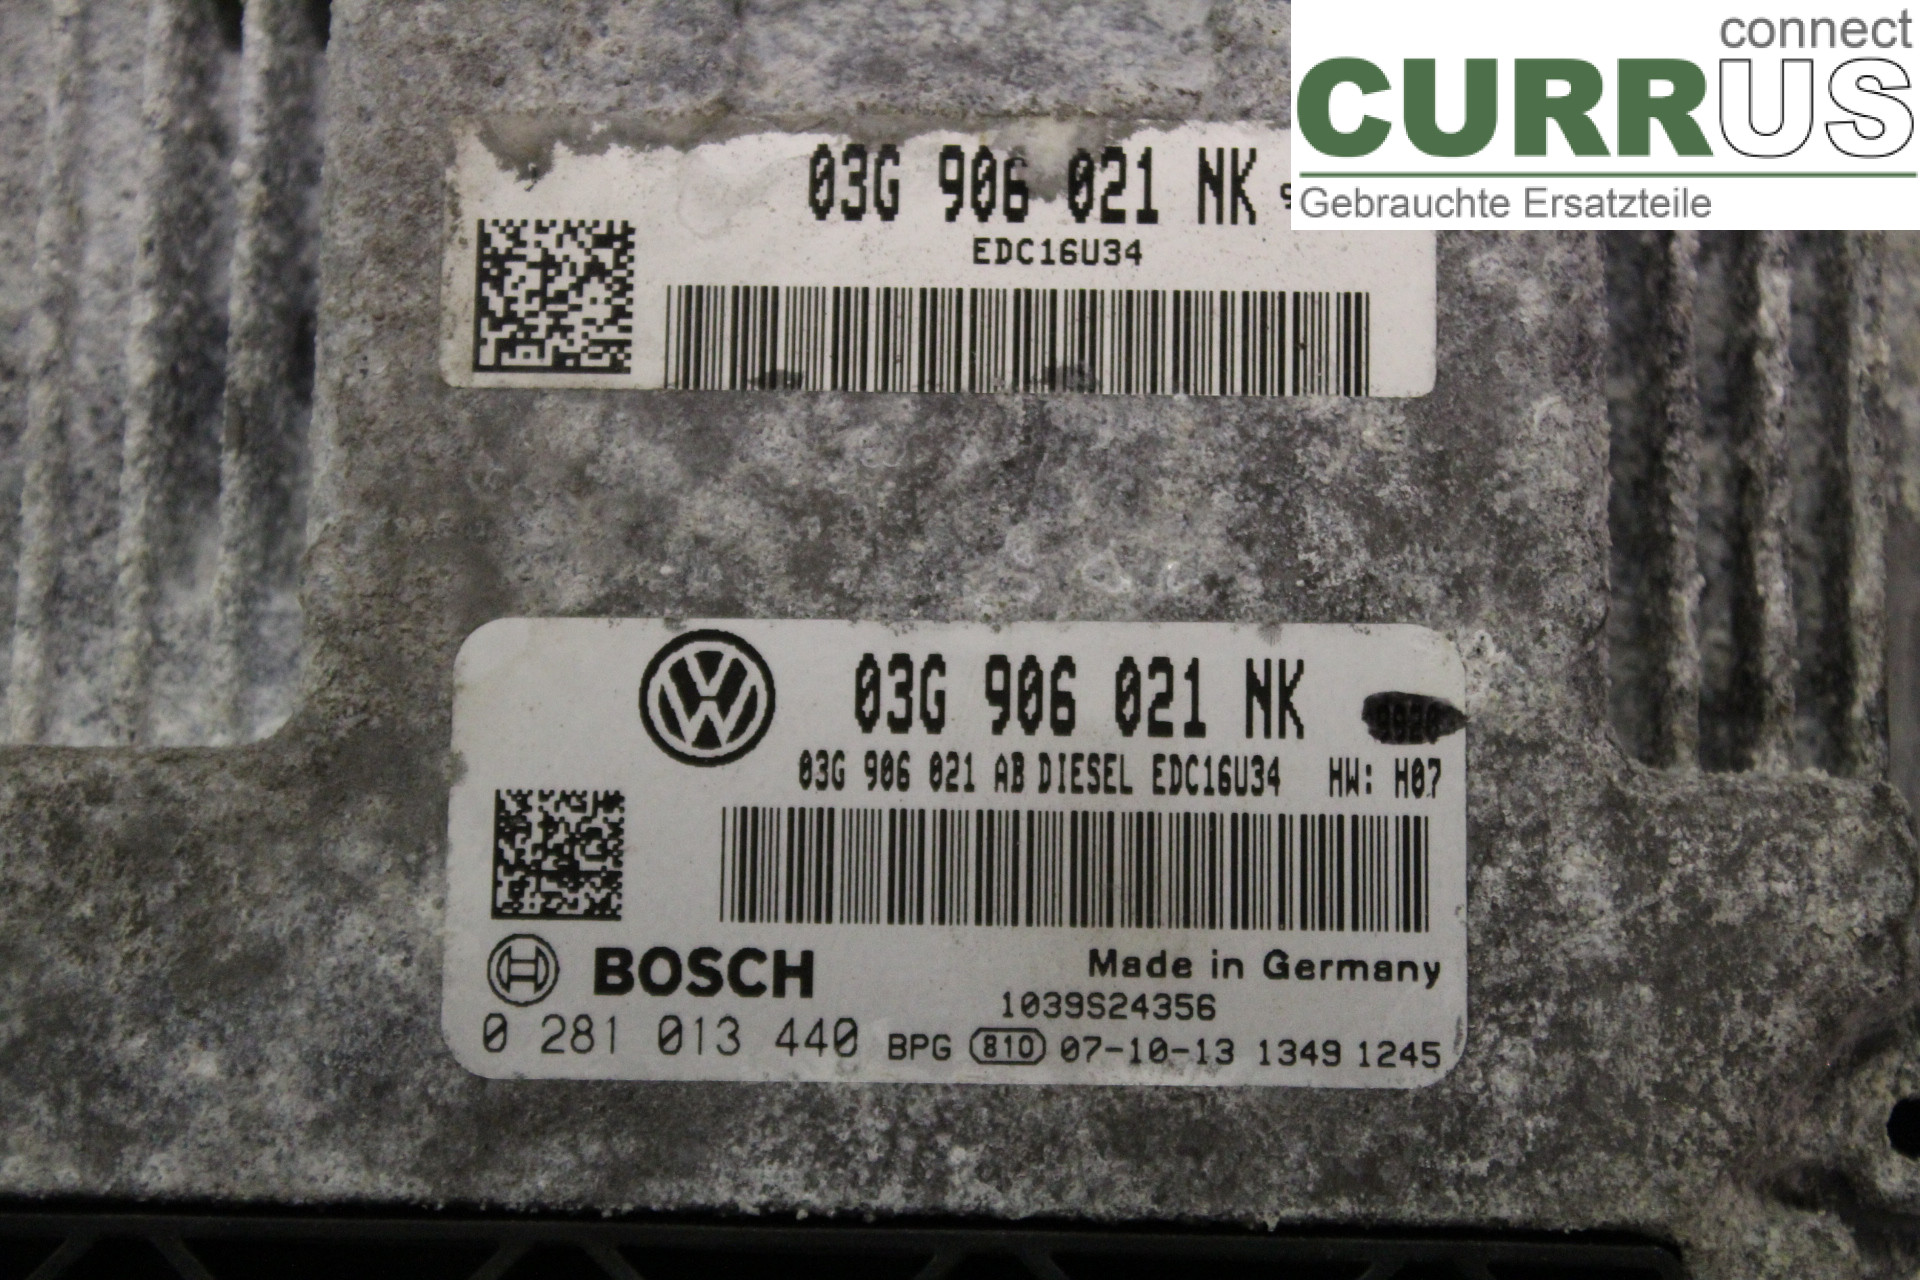 connect
CURRUS
Gebrauchte Ersatzteile
03G 906 021 NK
EDC16U34
03G 906 021 NK
03G 906 021 AB DIESEL EDC16U34 HW: H07
BOSCH
Made in Germany
1039S24356
0 281 013 440 BPG 810 07-10-13 1349 1245